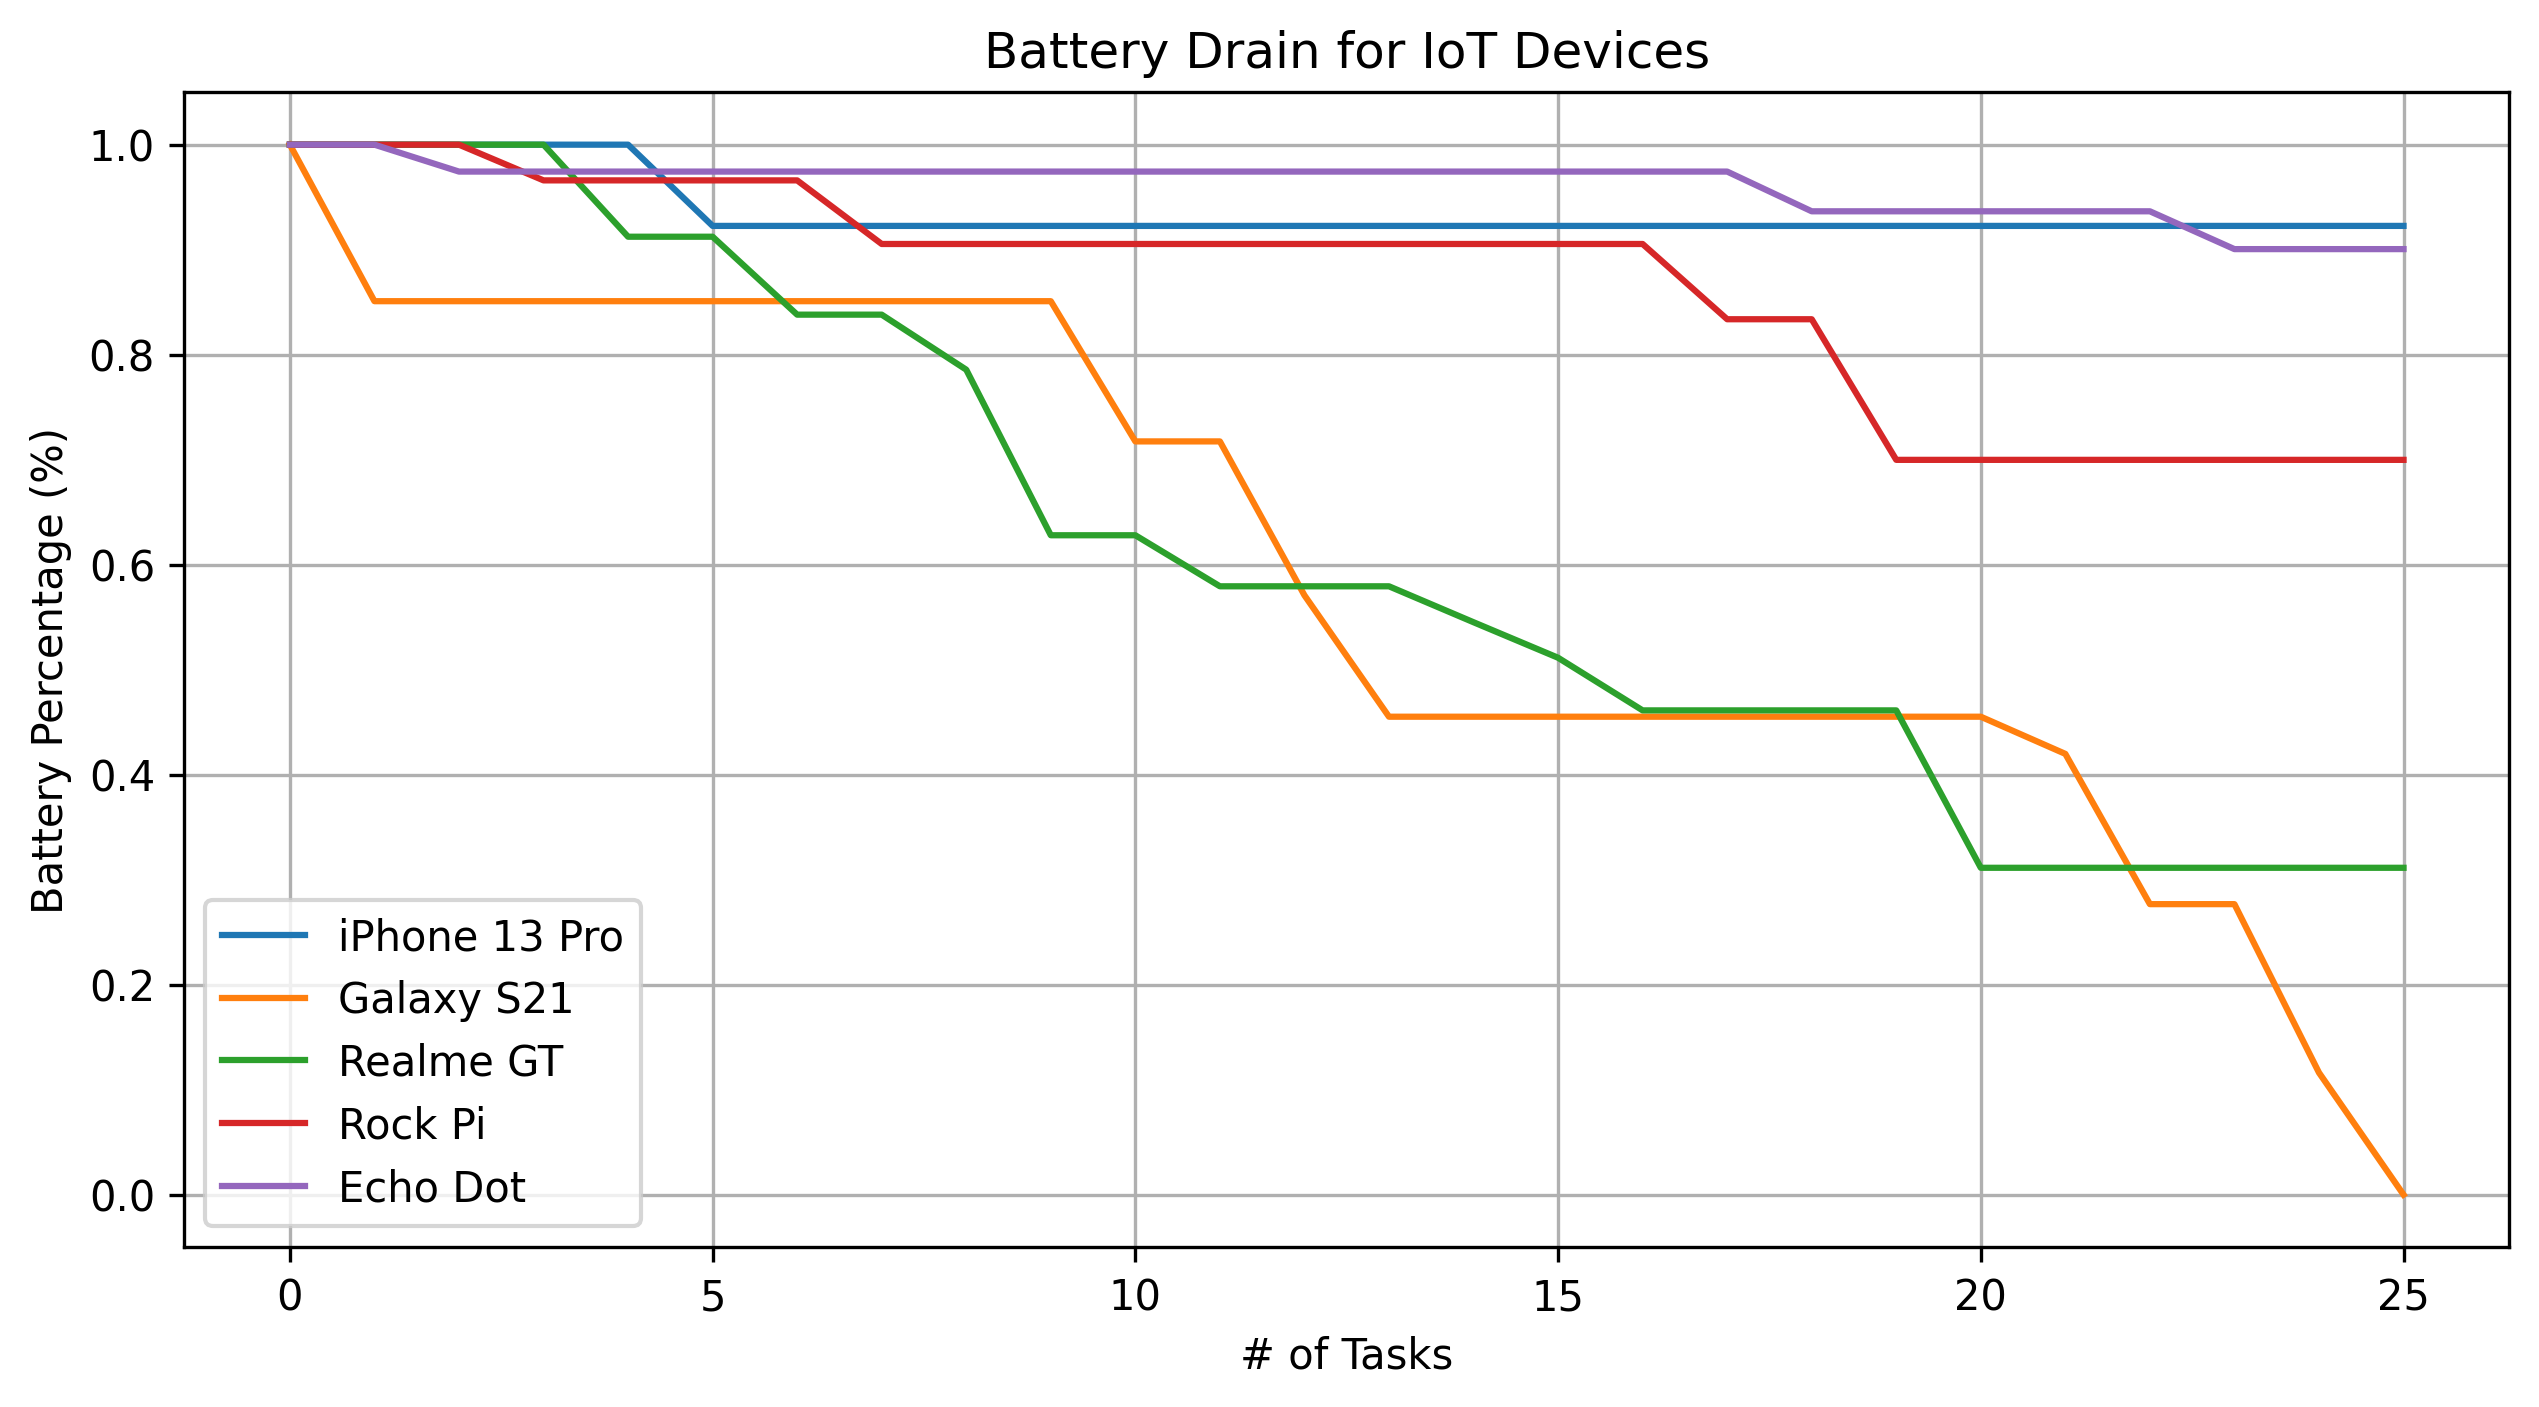 Battery Drain for IoT Devices
Battery Percentage (%)
1.0
0.8
0.6
0.4
0.2
0.0
iPhone 13 Pro
Galaxy S21
Realme GT
Rock Pi
Echo Dot
0 5 10 15 20 25
# of Tasks